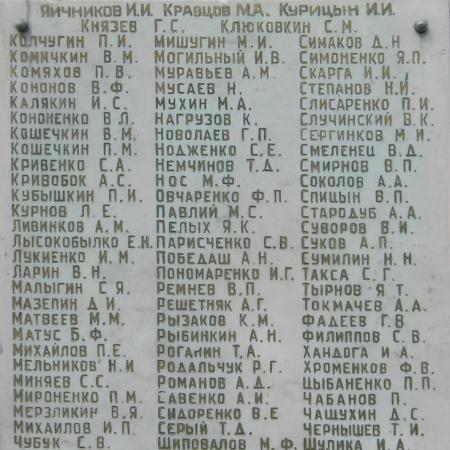 ЯИЧНИКОВ И.И. КРАВЦОВ М.А. КУРИЦЫН И.И.
КНЯЗЕВ Г.С. КЛЮКОВКИН С.М.
КОЛЧУГИН П.И. МИШУГИН М.И. СИМАКОВ Д.Н
КОМИЧКИН В.М. МОГИЛЬНЫЙ И.В. СИМОНЕНКО Я.П.
КОМЯХОВ П.В. МУРАВЬЕВ А.М. СКАРГА И.И.
КОНОНОВ В.Ф. МУСАЕВ Н. СТЕПАНОВ Н.И.
КАЛЯКИН И.С. МУХИН М.А. СЛИСАРЕНКО П.И.
КОНОНЕНКО В.Л. НАГРУЗОВ К. СЛУЧИНСКИЙ В.К.
КОШЕЧКИН В.М. НОВОЛАЕВ Г.П. СЕРГИНКОВ М.И.
КОШЕЧКИН П.М. НОДЖЕНКО С.Е. СМЕЛЕНЕЦ В.Д.
КРИВЕНКО С.А. НЕМЧИНОВ Т.Д. СМИРНОВ В.П.
КРИВОБОК А.С. НОС М.Ф. СОКОЛОВ А.А.
КУБЫШКИН П.И. ОВЧАРЕНКО Ф.П. СПИЦЫН В.П.
КУРНОВ Л.Е. ПАВЛИЙ М.С. СТАРОДУБ А.А.
ЛИВИНКОВ А.М. ПЕЛЫХ Я.К. СУВОРОВ В.И.
ЛЫСОКОБЫЛКО Е.Н. ПАРИСЧЕНКО С.В. СУКОВ А.П.
ЛУКИЕНКО И.М. ПОБЕДАШ А.Н. СУМИЛИН Н.Н.
ЛАРИН В.Н. ПОНОМАРЕНКО И.Г. ТАКСА С.Г.
МАЛЫГИН С Я. РЕМНЕВ В.П. ТЫРНОВ Я Т.
МАЗЕПИН Д.И. РЕШЕТНЯК А.Г. ТОКМАЧЕВ А.А.
МАТВЕЕВ М.М. РЫЗАКОВ К.М. ФАДЕЕВ Г.В
МАТУС Б.Ф. РЫБИНКИН А.Н. ФИЛИППОВ С.В.
МИХАЙЛОВ П.Е. РОГАЛИН Т.А. ХАНДОГА И А.
МЕЛЬНИКОВ Н.И РОДАЛЬЧУК Р.Г. ХРОМЕНКОВ Ф.В.
МИНЯЕВ С.С. РОМАНОВ А.Д. ЦЫБАНЕНКО П.П.
МИРОНЕНКО П.М. САВЕНКО А.И. ЧАБАНОВ П.
МЕРЗЛИКИН В.Я СИДОРЕНКО В.Е ЧАЩУХИН Д.С.
МИХАИЛОВ И.П. СЕРЫЙ Т.Д. ЧЕРНЫШЕВ Т.И.
ЧУБУК С.В. ШИПОВАЛОВ М.Ф. ШУЛИКА И.А.